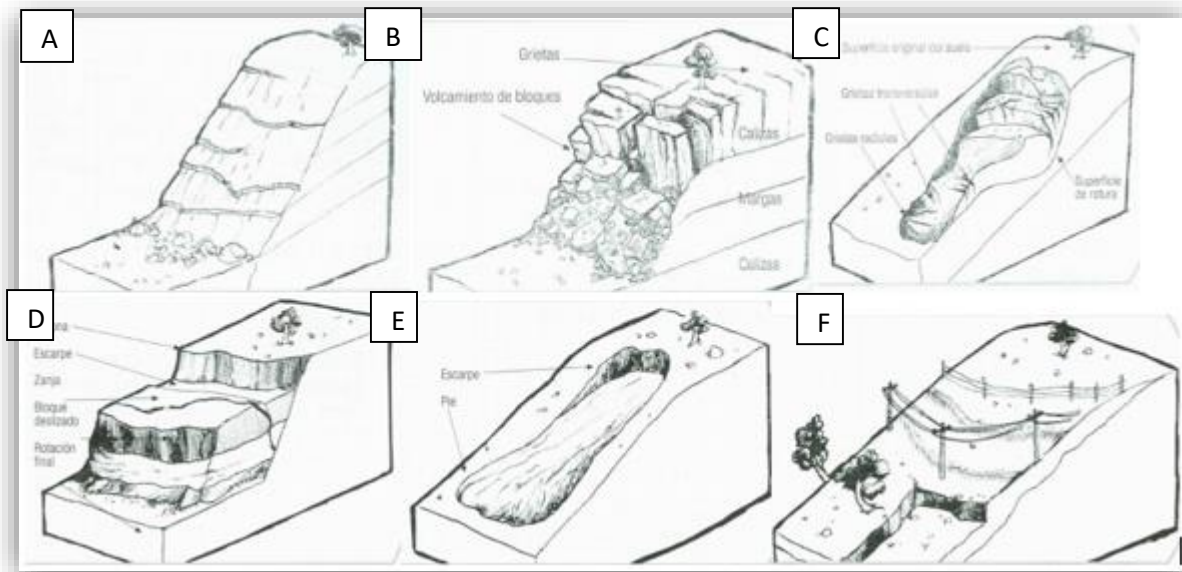 A
B
Grietas
Volcamiento de bloques
Calizas
Margas
Calizas
C
Superficie original del suelo
Grietas transversales
Grietas radiales
Superficie
de rotura
D
Escarpe
Zanja
Bloque
deslizado
Rotación
final
E
Escarpe
Pie
F